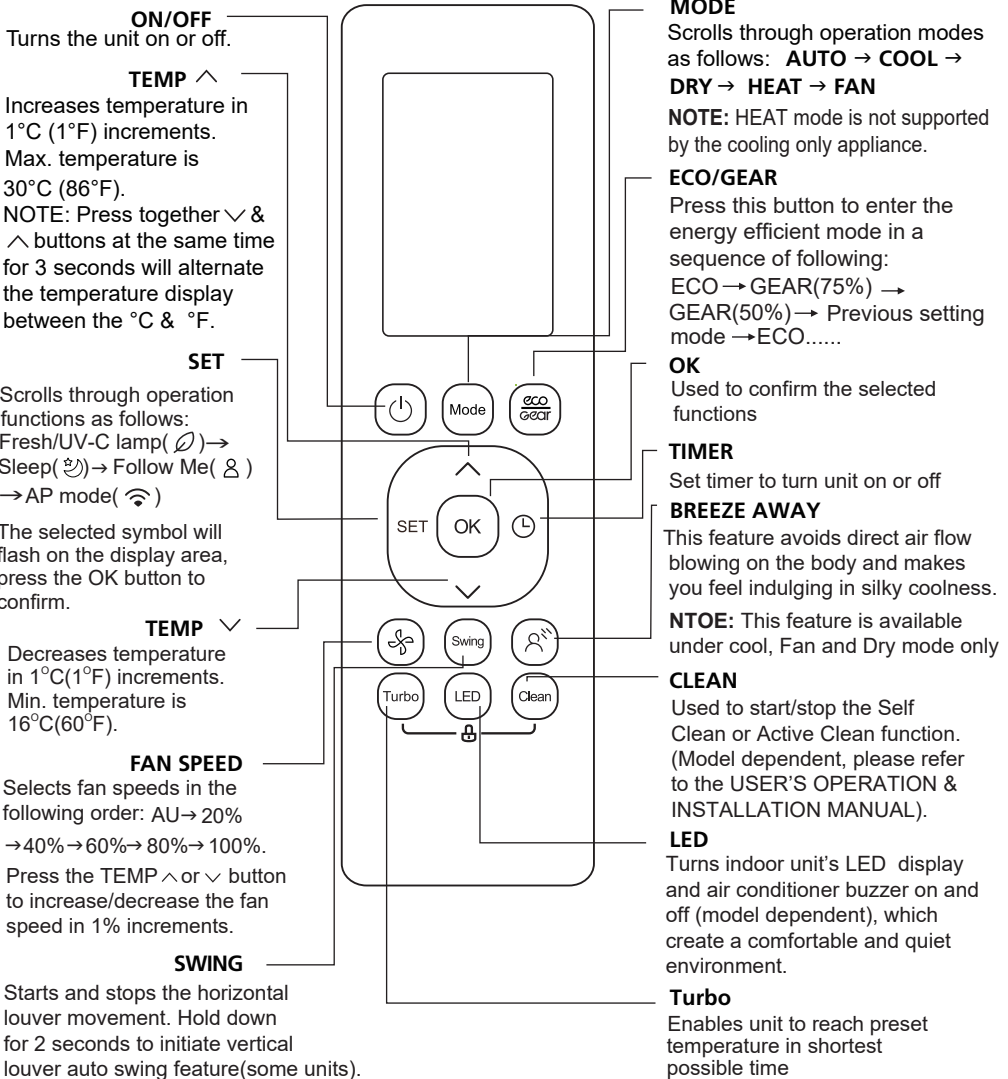 ON/OFF
Turns the unit on or off.
TEMP
Increases temperature in
1°C (1°F) increments.
Max. temperature is
30°C (86°F).
NOTE: Press together &
buttons at the same time
for 3 seconds will alternate
the temperature display
between the °C & °F.
SET
Scrolls through operation
functions as follows:
Fresh/UV-C lamp( )→
Sleep( )→ Follow Me( )
→AP mode( )
The selected symbol will
flash on the display area,
press the OK button to
confirm.
TEMP
Decreases temperature
in 1°C(1°F) increments.
Min. temperature is
16°C(60°F).
FAN SPEED
Selects fan speeds in the
following order: AU→ 20%
→40%→60%→ 80%→ 100%.
Press the TEMP or button
to increase/decrease the fan
speed in 1% increments.
SWING
Starts and stops the horizontal
louver movement. Hold down
for 2 seconds to initiate vertical
louver auto swing feature(some units).
Mode
eco
Gear
SET
OK
Swing
Turbo
LED
Clean
MODE
Scrolls through operation modes
as follows: AUTO → COOL →
DRY → HEAT → FAN
NOTE: HEAT mode is not supported
by the cooling only appliance.
ECO/GEAR
Press this button to enter the
energy efficient mode in a
sequence of following:
ECO → GEAR(75%) →
GEAR(50%)→ Previous setting
mode →ECO......
OK
Used to confirm the selected
functions
TIMER
Set timer to turn unit on or off
BREEZE AWAY
This feature avoids direct air flow
blowing on the body and makes
you feel indulging in silky coolness.
NTOE: This feature is available
under cool, Fan and Dry mode only
CLEAN
Used to start/stop the Self
Clean or Active Clean function.
(Model dependent, please refer
to the USER'S OPERATION &
INSTALLATION MANUAL).
LED
Turns indoor unit's LED display
and air conditioner buzzer on and
off (model dependent), which
create a comfortable and quiet
environment.
Turbo
Enables unit to reach preset
temperature in shortest
possible time